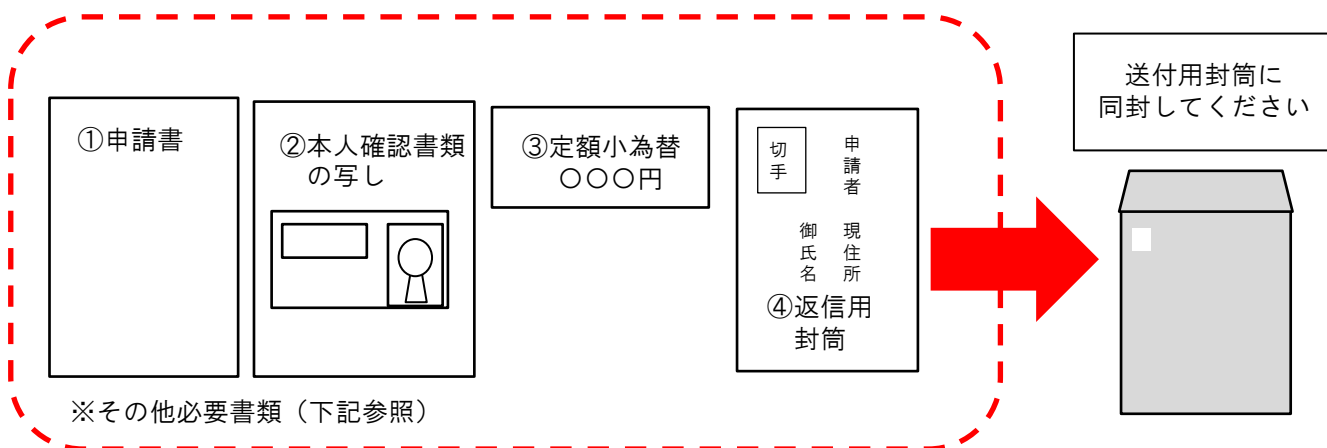 ①申請書
②本人確認書類
の写し
③定額小為替
〇〇〇円
切手
申請者 現住所
御氏名
④返信用
封筒
※その他必要書類（下記参照）
送付用封筒に
同封してください